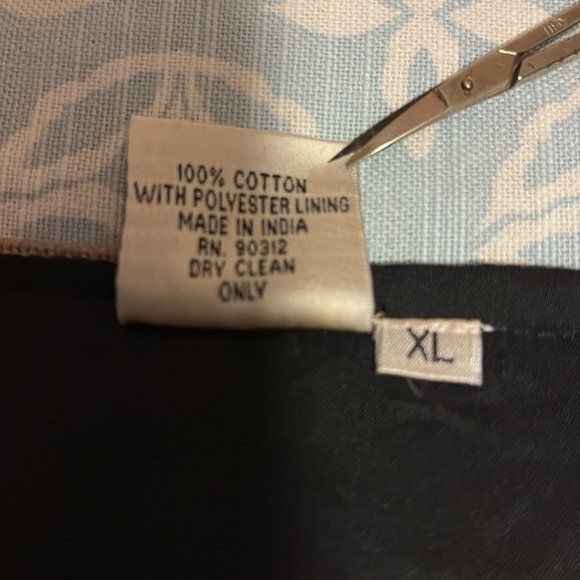 100% COTTON
WITH POLYESTER LINING
MADE IN INDIA
RN. 90312
DRY CLEAN
ONLY
XL